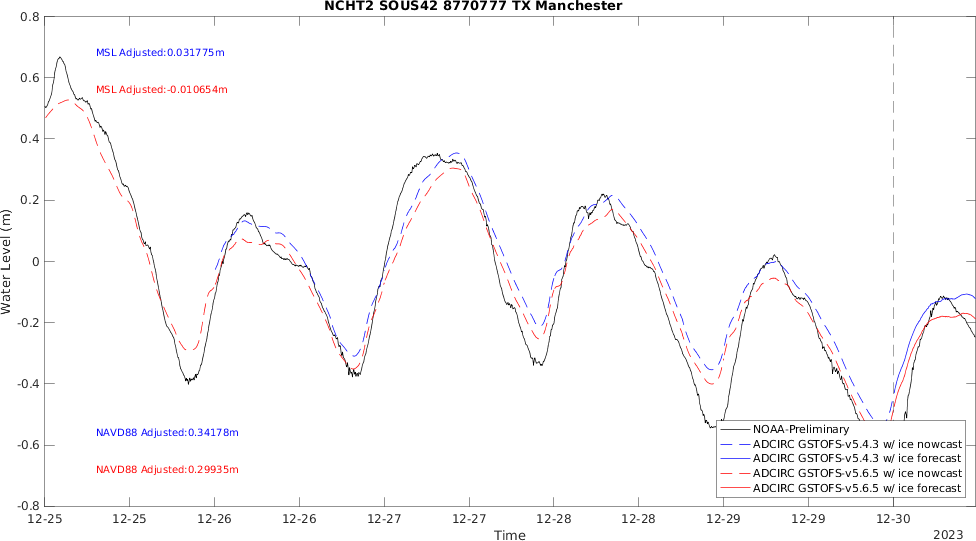 NCHT2 SOUS42 8770777 TX Manchester
0.8
MSL Adjusted:0.031775m
0.6
MSL Adjusted:-0.010654m
0.4
0.2
0
Water Level (m)
-0.2
-0.4
NAVD88 Adjusted:0.34178m
NOAA-Preliminary
-0.6
ADCIRC GSTOFS-v5.4.3 w/ ice nowcast
ADCIRC GSTOFS-v5.4.3 w/ ice forecast
NAVD88 Adjusted:0.29935m
ADCIRC GSTOFS-v5.6.5 w/ ice nowcast
ADCIRC GSTOFS-v5.6.5 w/ ice forecast
-0.8
12-25 12-25 12-26 12-26 12-27 12-27 12-28 12-28 12-29 12-29 12-30
Time
2023